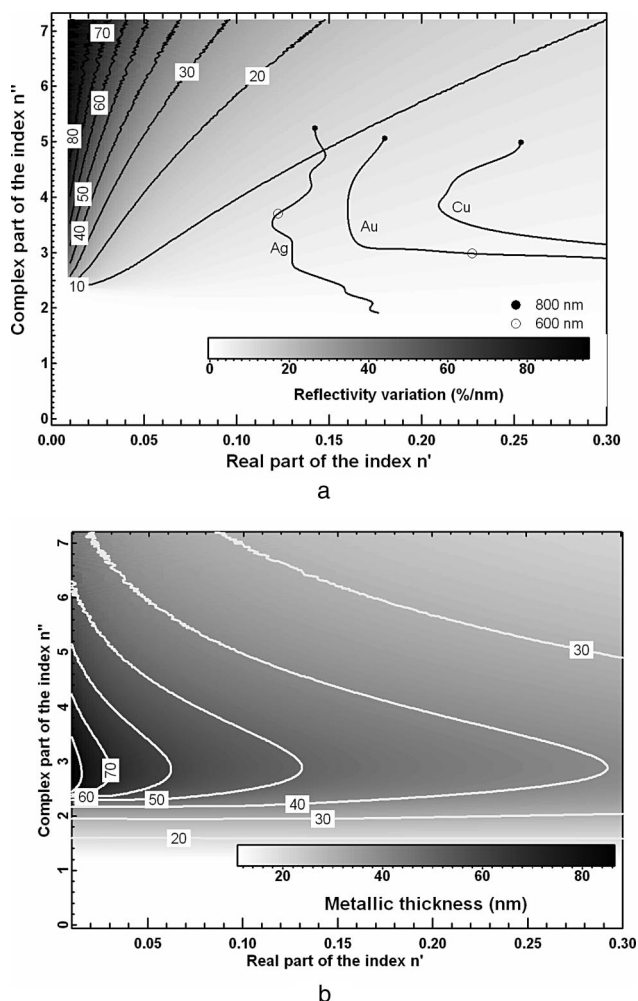 7
6
5
4
3
2
1
0
Complex part of the index n"
70
60
30
20
80
50
40
10
Ag
Au
Cu
800 nm
600 nm
0 20 40 60 80
Reflectivity variation (%/nm)
0.00 0.05 0.10 0.15 0.20 0.25 0.30
Real part of the index n'
a
7
6
5
4
3
2
1
0
Complex part of the index n"
30
70
60
50
40
30
20
20 40 60 80
Metallic thickness (nm)
0.05 0.10 0.15 0.20 0.25 0.30
Real part of the index n'
b